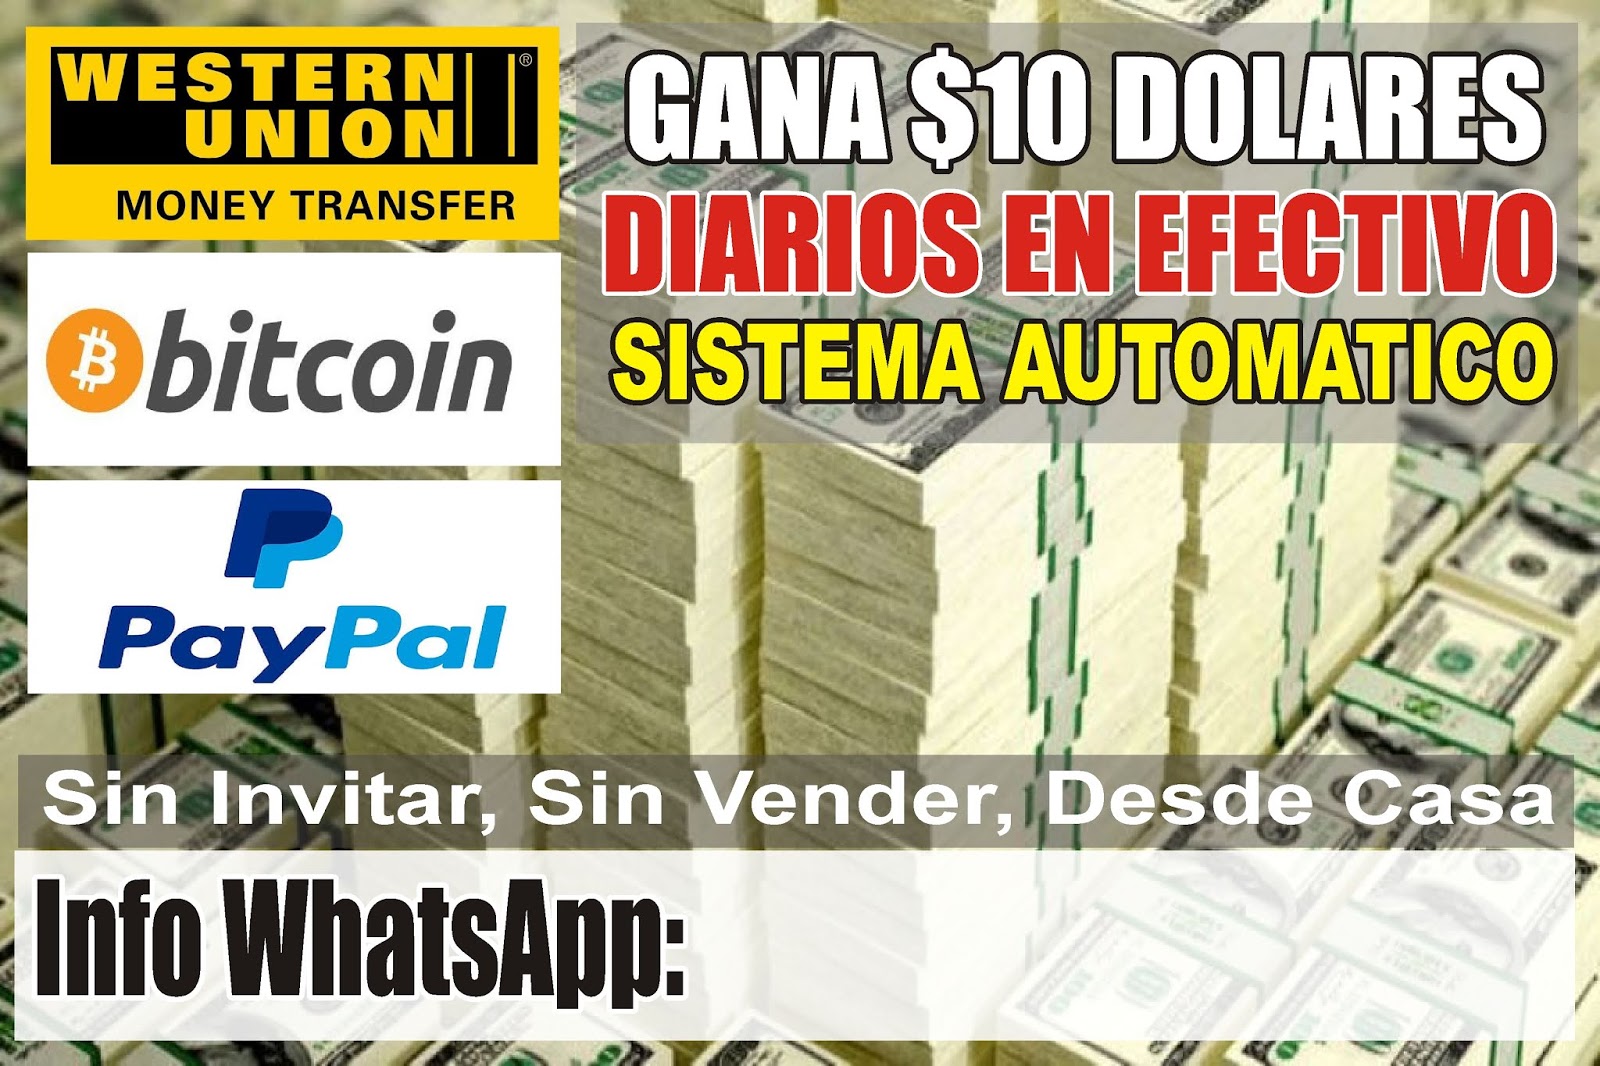 WESTERN
UNION®
MONEY TRANSFER
bitcoin
PayPal
GANA $10 DOLARES
DIARIOS EN EFECTIVO
SISTEMA AUTOMATICO
Sin Invitar, Sin Vender, Desde Casa
Info WhatsApp: